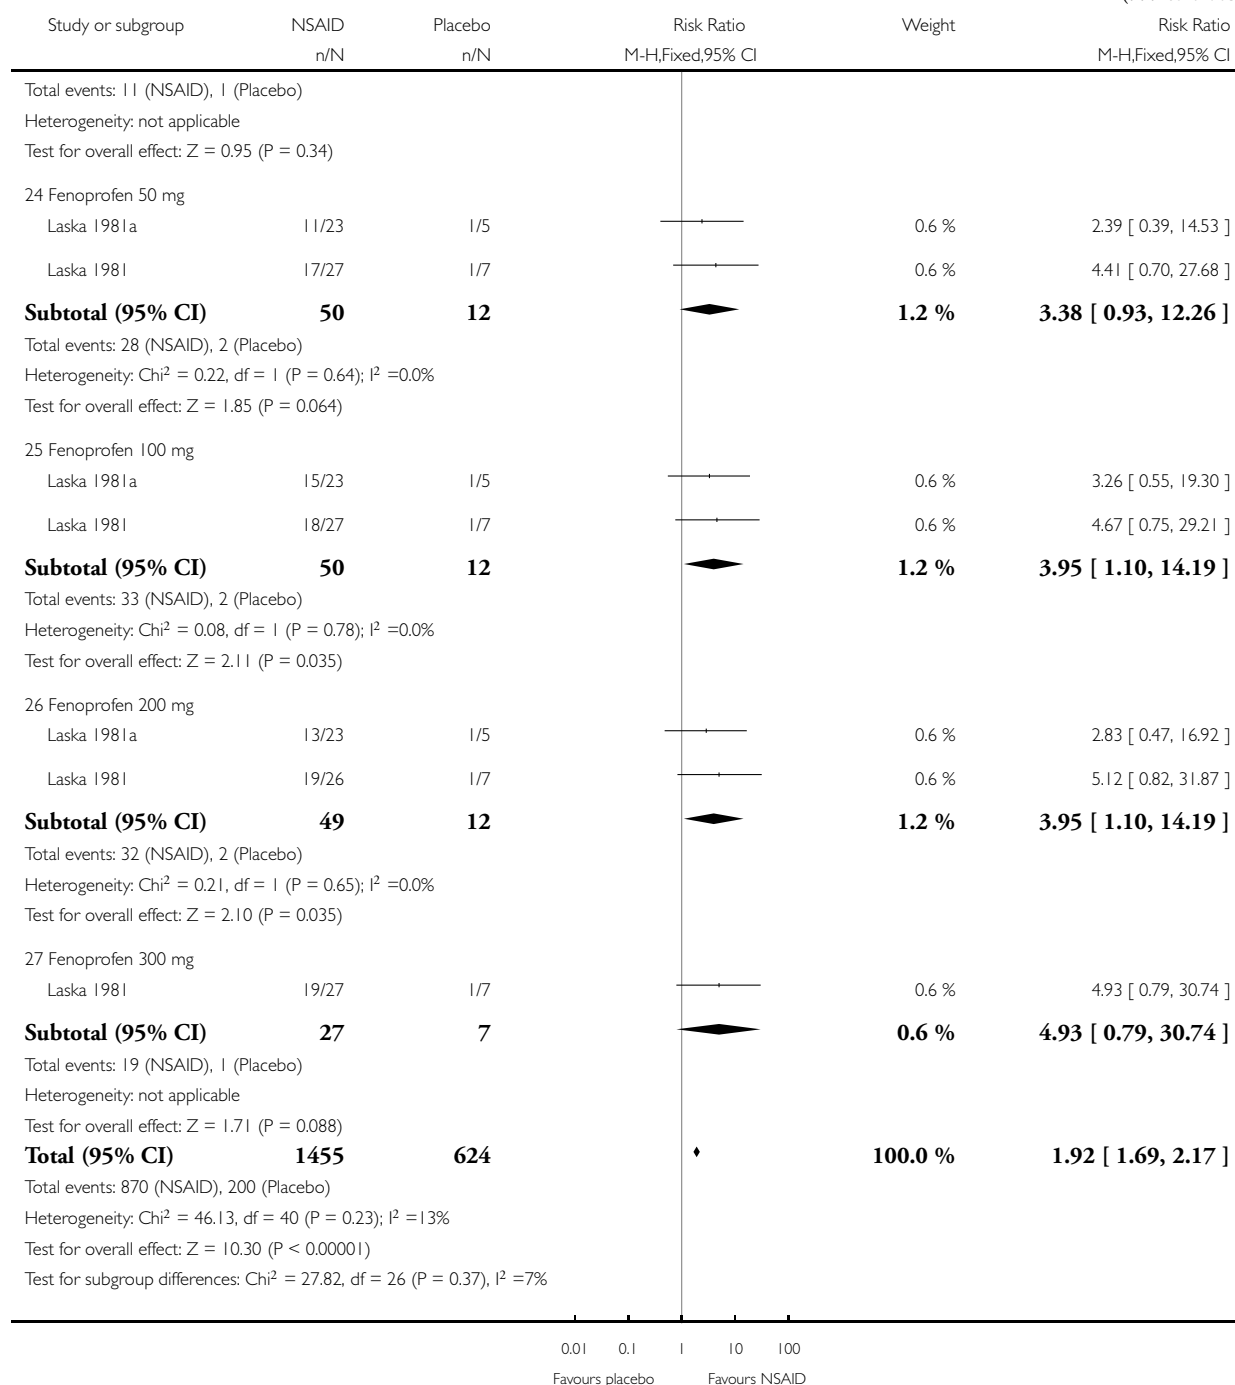 Study or subgroup NSAID Placebo Risk Ratio Weight Risk Ratio
n/N n/N M-H,Fixed,95% CI M-H,Fixed,95% CI
Total events: 11 (NSAID), 1 (Placebo)
Heterogeneity: not applicable
Test for overall effect: Z = 0.95 (P = 0.34)
24 Fenoprofen 50 mg
Laska 1981a 11/23 1/5 0.6 % 2.39 [ 0.39, 14.53 ]
Laska 1981 17/27 1/7 0.6 % 4.41 [ 0.70, 27.68 ]
Subtotal (95% CI) 50 12 1.2 % 3.38 [ 0.93, 12.26 ]
Total events: 28 (NSAID), 2 (Placebo)
Heterogeneity: Chi² = 0.22, df = 1 (P = 0.64); I² =0.0%
Test for overall effect: Z = 1.85 (P = 0.064)
25 Fenoprofen 100 mg
Laska 1981a 15/23 1/5 0.6 % 3.26 [ 0.55, 19.30 ]
Laska 1981 18/27 1/7 0.6 % 4.67 [ 0.75, 29.21 ]
Subtotal (95% CI) 50 12 1.2 % 3.95 [ 1.10, 14.19 ]
Total events: 33 (NSAID), 2 (Placebo)
Heterogeneity: Chi² = 0.08, df = 1 (P = 0.78); I² =0.0%
Test for overall effect: Z = 2.11 (P = 0.035)
26 Fenoprofen 200 mg
Laska 1981a 13/23 1/5 0.6 % 2.83 [ 0.47, 16.92 ]
Laska 1981 19/26 1/7 0.6 % 5.12 [ 0.82, 31.87 ]
Subtotal (95% CI) 49 12 1.2 % 3.95 [ 1.10, 14.19 ]
Total events: 32 (NSAID), 2 (Placebo)
Heterogeneity: Chi² = 0.21, df = 1 (P = 0.65); I² =0.0%
Test for overall effect: Z = 2.10 (P = 0.035)
27 Fenoprofen 300 mg
Laska 1981 19/27 1/7 0.6 % 4.93 [ 0.79, 30.74 ]
Subtotal (95% CI) 27 7 0.6 % 4.93 [ 0.79, 30.74 ]
Total events: 19 (NSAID), 1 (Placebo)
Heterogeneity: not applicable
Test for overall effect: Z = 1.71 (P = 0.088)
Total (95% CI) 1455 624 100.0 % 1.92 [ 1.69, 2.17 ]
Total events: 870 (NSAID), 200 (Placebo)
Heterogeneity: Chi² = 46.13, df = 40 (P = 0.23); I² =13%
Test for overall effect: Z = 10.30 (P < 0.00001)
Test for subgroup differences: Chi² = 27.82, df = 26 (P = 0.37), I² =7%
0.01 0.1 1 10 100
Favours placebo Favours NSAID